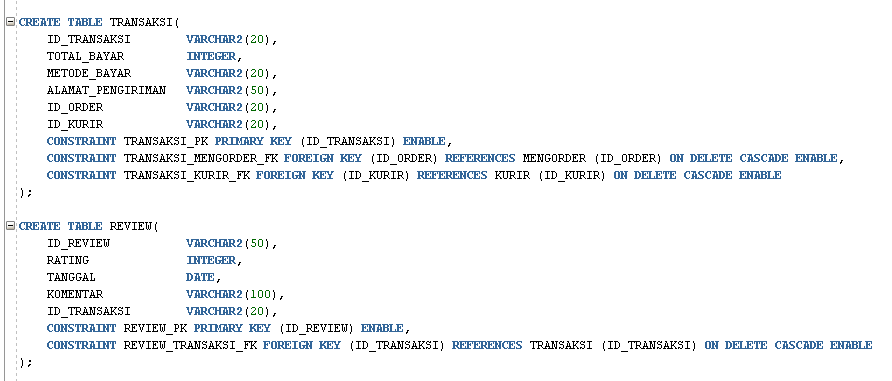 CREATE TABLE TRANSAKSI(
    ID_TRANSAKSI        VARCHAR2(20),
    TOTAL_BAYAR         INTEGER,
    METODE_BAYAR        VARCHAR2(20),
    ALAMAT_PENGIRIMAN   VARCHAR2(50),
    ID_ORDER            VARCHAR2(20),
    ID_KURIR            VARCHAR2(20),
    CONSTRAINT TRANSAKSI_PK PRIMARY KEY (ID_TRANSAKSI) ENABLE,
    CONSTRAINT TRANSAKSI_MENGORDER_FK FOREIGN KEY (ID_ORDER) REFERENCES MENGORDER (ID_ORDER) ON DELETE CASCADE ENABLE,
    CONSTRAINT TRANSAKSI_KURIR_FK FOREIGN KEY (ID_KURIR) REFERENCES KURIR (ID_KURIR) ON DELETE CASCADE ENABLE
);
CREATE TABLE REVIEW(
    ID_REVIEW           VARCHAR2(50),
    RATING              INTEGER,
    TANGGAL             DATE,
    KOMENTAR            VARCHAR2(100),
    ID_TRANSAKSI        VARCHAR2(20),
    CONSTRAINT REVIEW_PK PRIMARY KEY (ID_REVIEW) ENABLE,
    CONSTRAINT REVIEW_TRANSAKSI_FK FOREIGN KEY (ID_TRANSAKSI) REFERENCES TRANSAKSI (ID_TRANSAKSI) ON DELETE CASCADE ENABLE
);